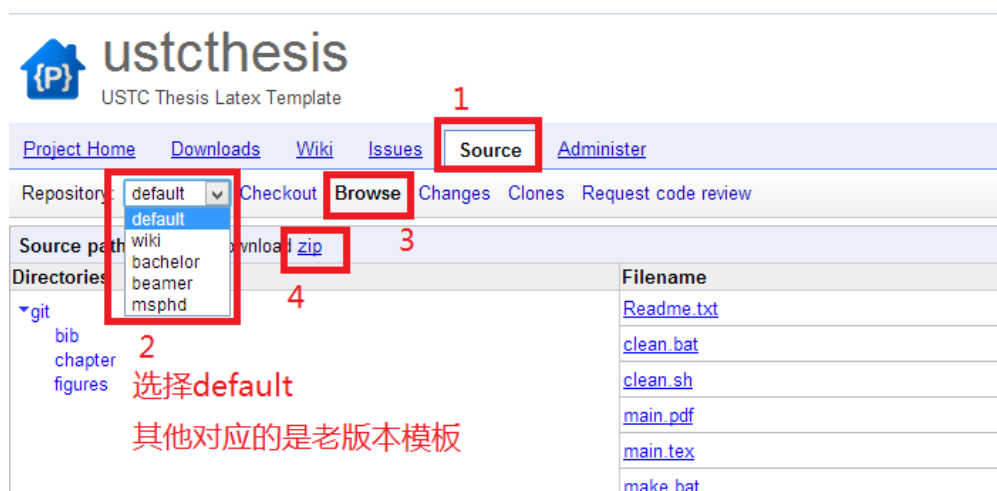 {P}
ustcthesis
USTC Thesis Latex Template
1
Project Home Downloads Wiki Issues Source Administer
Repository: default Checkout Browse Changes Clones Request code review
default
wiki
bachelor
beamer
msphd
Source path zip
3
4
Directories Filename
git
bib
chapter
figures
2
选择default
其他对应的是老版本模板
Readme.txt
clean.bat
clean.sh
main.pdf
main.tex
make.bat